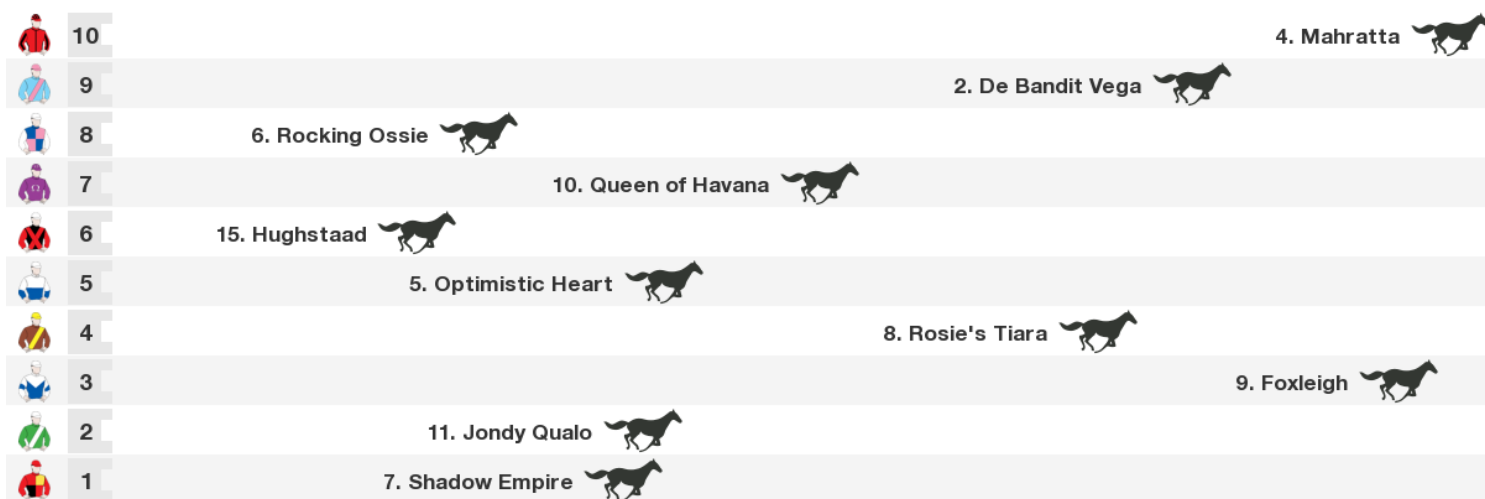 10 4. Mahratta
9 2. De Bandit Vega
8 6. Rocking Ossie
7 10. Queen of Havana
6 15. Hughstaad
5 5. Optimistic Heart
4 8. Rosie's Tiara
3 9. Foxleigh
2 11. Jondy Qualo
1 7. Shadow Empire